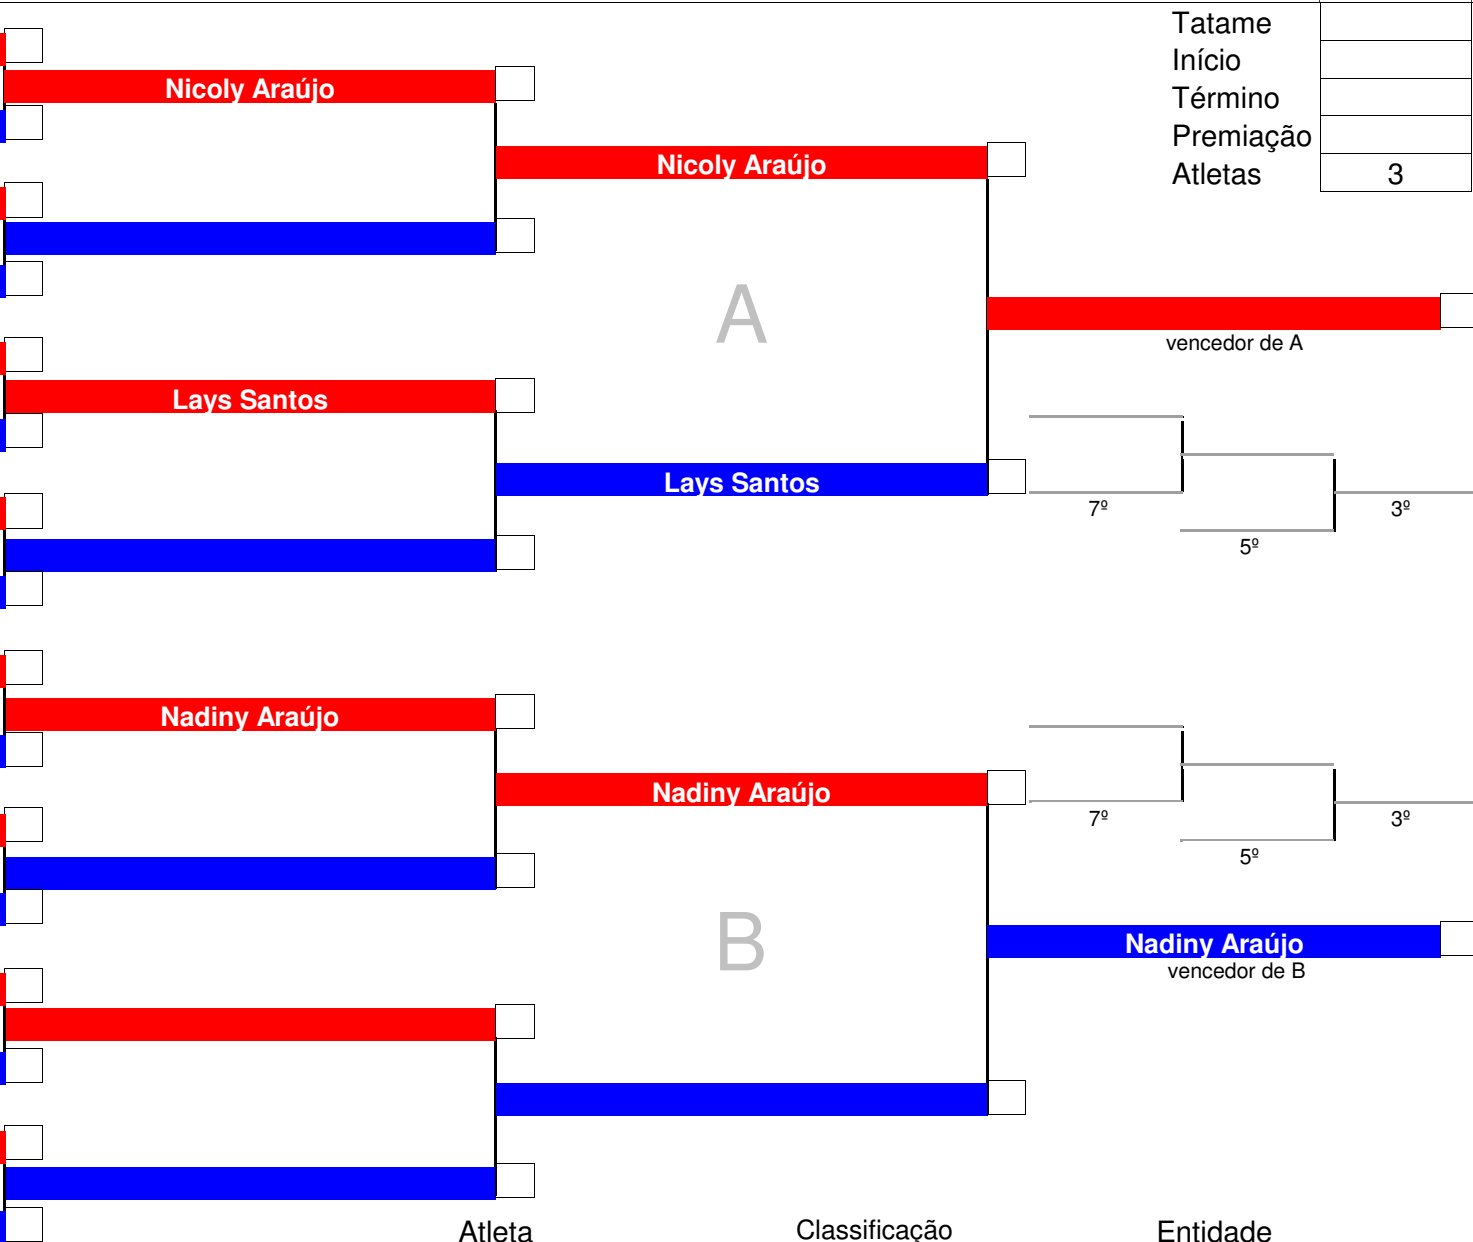 Tatame
Início
Término
Premiação
Atletas 3
Nicoly Araújo
Nicoly Araújo
A
vencedor de A
Lays Santos
Lays Santos
7º
3º
5º
Nadiny Araújo
Nadiny Araújo
7º
3º
5º
B
Nadiny Araújo
vencedor de B
Atleta Classificação Entidade